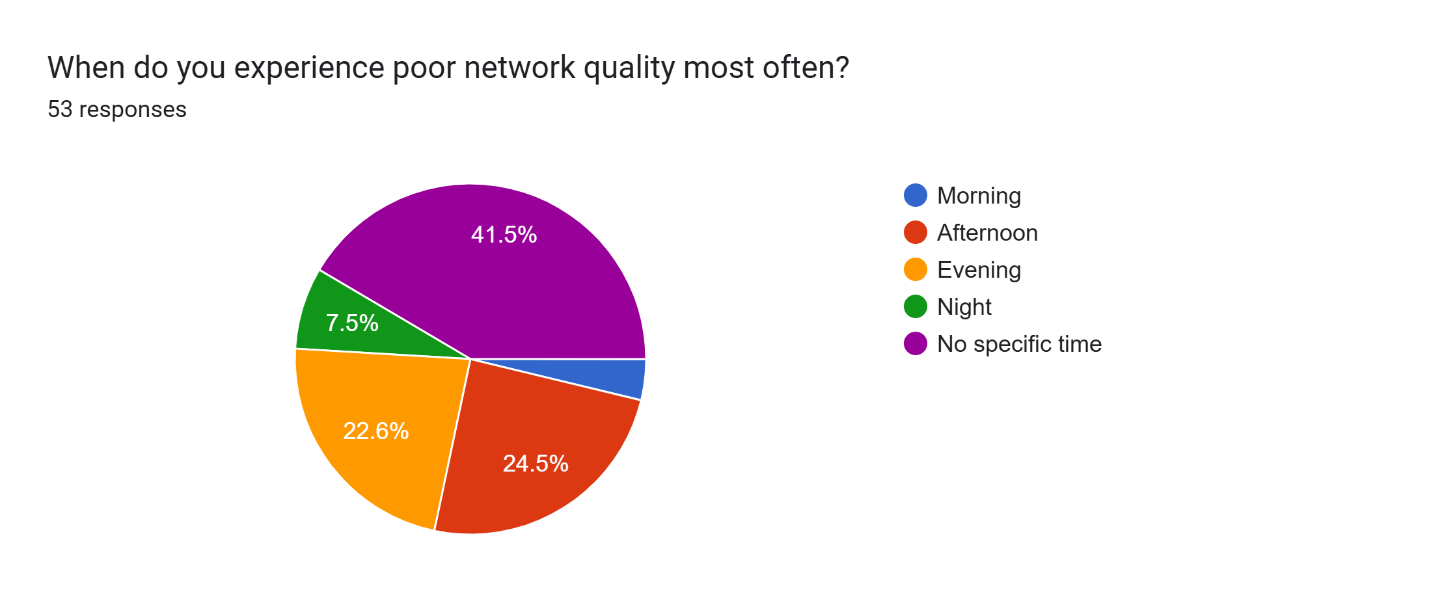 When do you experience poor network quality most often?
53 responses
41.5%
7.5%
22.6%
24.5%
Morning
Afternoon
Evening
Night
No specific time